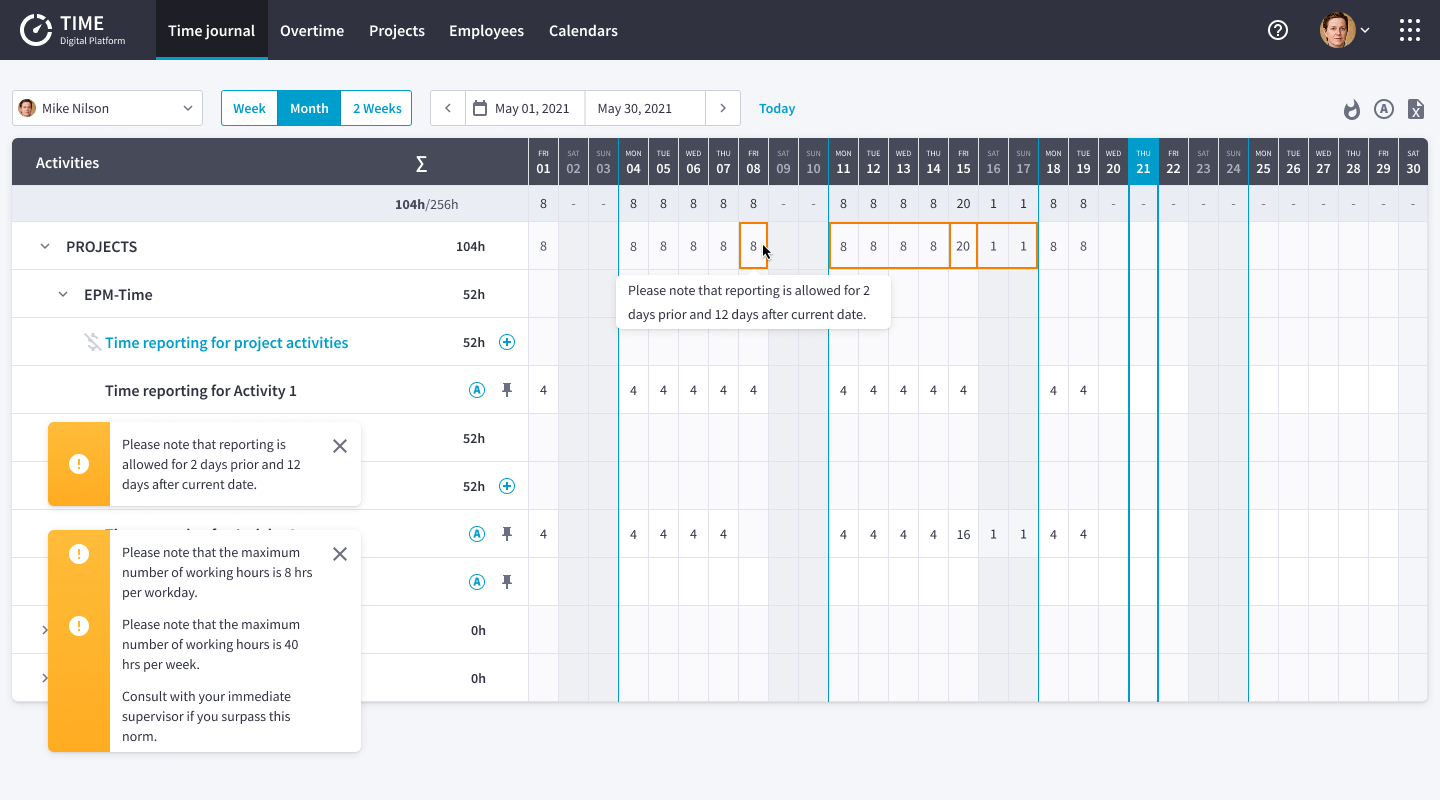 TIME
Digital Platform
Time journal Overtime Projects Employees Calendars
Mike Nilson Week Month 2 Weeks May 01, 2021 May 30, 2021 Today
A X
Activities Σ FRI 01 SAT 02 SUN 03 MON 04 TUE 05 WED 06 THU 07 FRI 08 SAT 09 SUN 10 MON 11 TUE 12 WED 13 THU 14 FRI 15 SAT 16 SUN 17 MON 18 TUE 19 WED 20 THU 21 FRI 22 SAT 23 SUN 24 MON 25 TUE 26 WED 27 THU 28 FRI 29 SAT 30
104h/256h 8 - - 8 8 8 8 8 - - 8 8 8 8 20 1 1 8 8 - - - - - - - - - - -
PROJECTS 104h 8 8 8 8 8 8 8 8 8 8 20 1 1 8 8
EPM-Time 52h
Please note that reporting is allowed for 2
days prior and 12 days after current date.
Time reporting for project activities 52h
Time reporting for Activity 1 A 4 4 4 4 4 4 4 4 4 4 4 4 4
52h
Please note that reporting is
allowed for 2 days prior and 12
days after current date.
52h
A 4 4 4 4 4 4 4 4 4 16 1 1 4 4
Please note that the maximum
number of working hours is 8 hrs
per workday.
A
Please note that the maximum
number of working hours is 40
hrs per week.
0h
0h
Consult with your immediate
supervisor if you surpass this
norm.